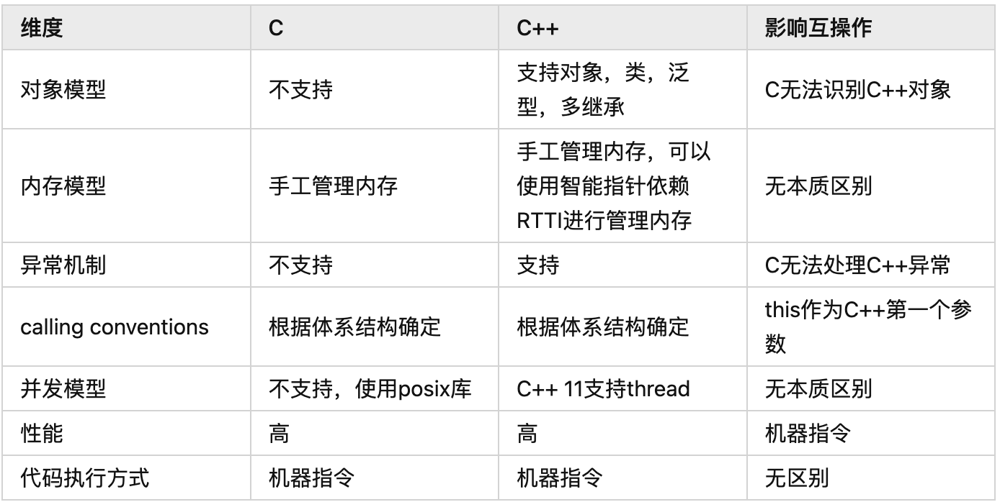 维度
C
C++
影响互操作
对象模型
不支持
支持对象，类，泛
型，多继承
C无法识别C++对象
内存模型
手工管理内存
手工管理内存，可以
使用智能指针依赖
RTTI进行管理内存
无本质区别
异常机制
不支持
支持
C无法处理C++异常
calling conventions
根据体系结构确定
根据体系结构确定
this作为C++第一个参
数
并发模型
不支持，使用posix库
C++ 11支持thread
无本质区别
性能
高
高
机器指令
代码执行方式
机器指令
机器指令
无区别